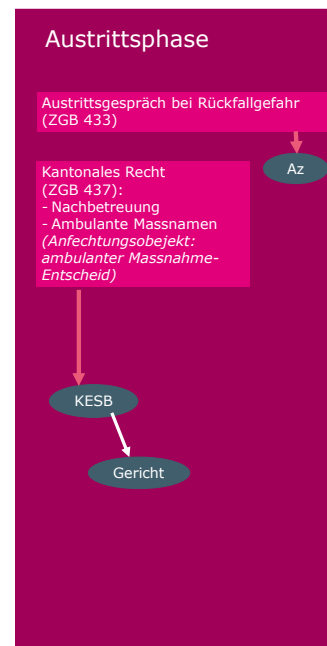 Austrittsphase
Austrittsgespräch bei Rückfallgefahr
(ZGB 433)
Az
Kantonales Recht
(ZGB 437):
- Nachbetreuung
- Ambulante Massnamen
(Anfechtungsobejekt:
ambulanter Massnahme-
Entscheid)
KESB
Gericht